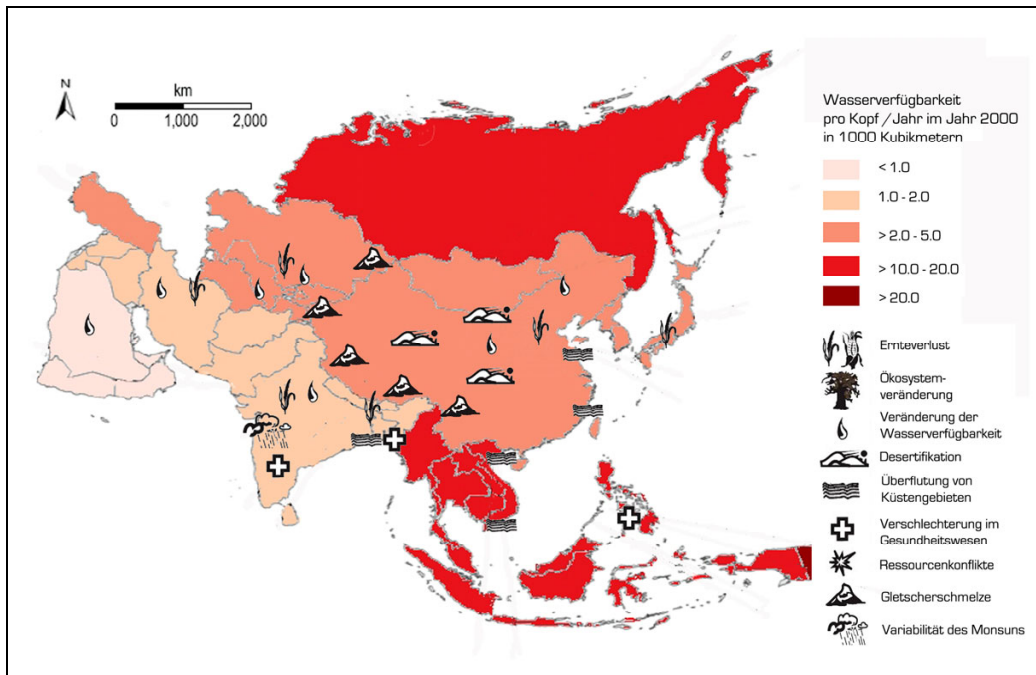 N
km
0 1,000 2,000
Wasserverfügbarkeit
pro Kopf /Jahr im Jahr 2000
in 1000 Kubikmetern
< 1.0
1.0 - 2.0
> 2.0 - 5.0
> 10.0 - 20.0
> 20.0
Ernteverlust
Ökosystem-
veränderung
Veränderung der
Wasserverfügbarkeit
Desertifikation
Überflutung von
Küstengebieten
Verschlechterung im
Gesundheitswesen
Ressourcenkonflikte
Gletscherschmelze
Variabilität des Monsuns